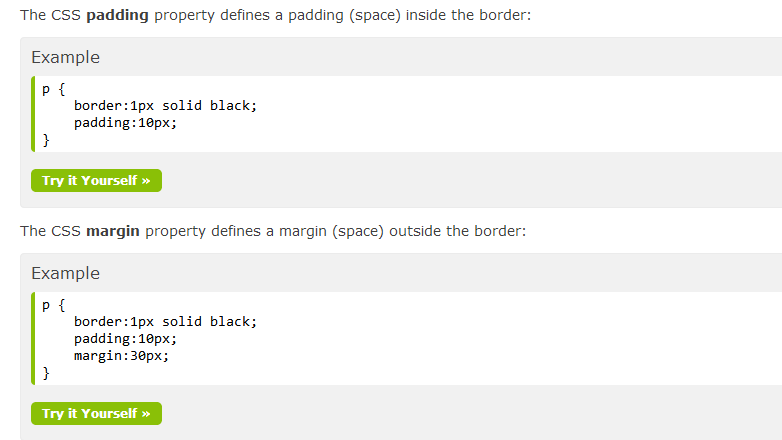 The CSS padding property defines a padding (space) inside the border:
Example
p {
    border:1px solid black;
    padding:10px;
}
Try it Yourself »
The CSS margin property defines a margin (space) outside the border:
Example
p {
    border:1px solid black;
    padding:10px;
    margin:30px;
}
Try it Yourself »